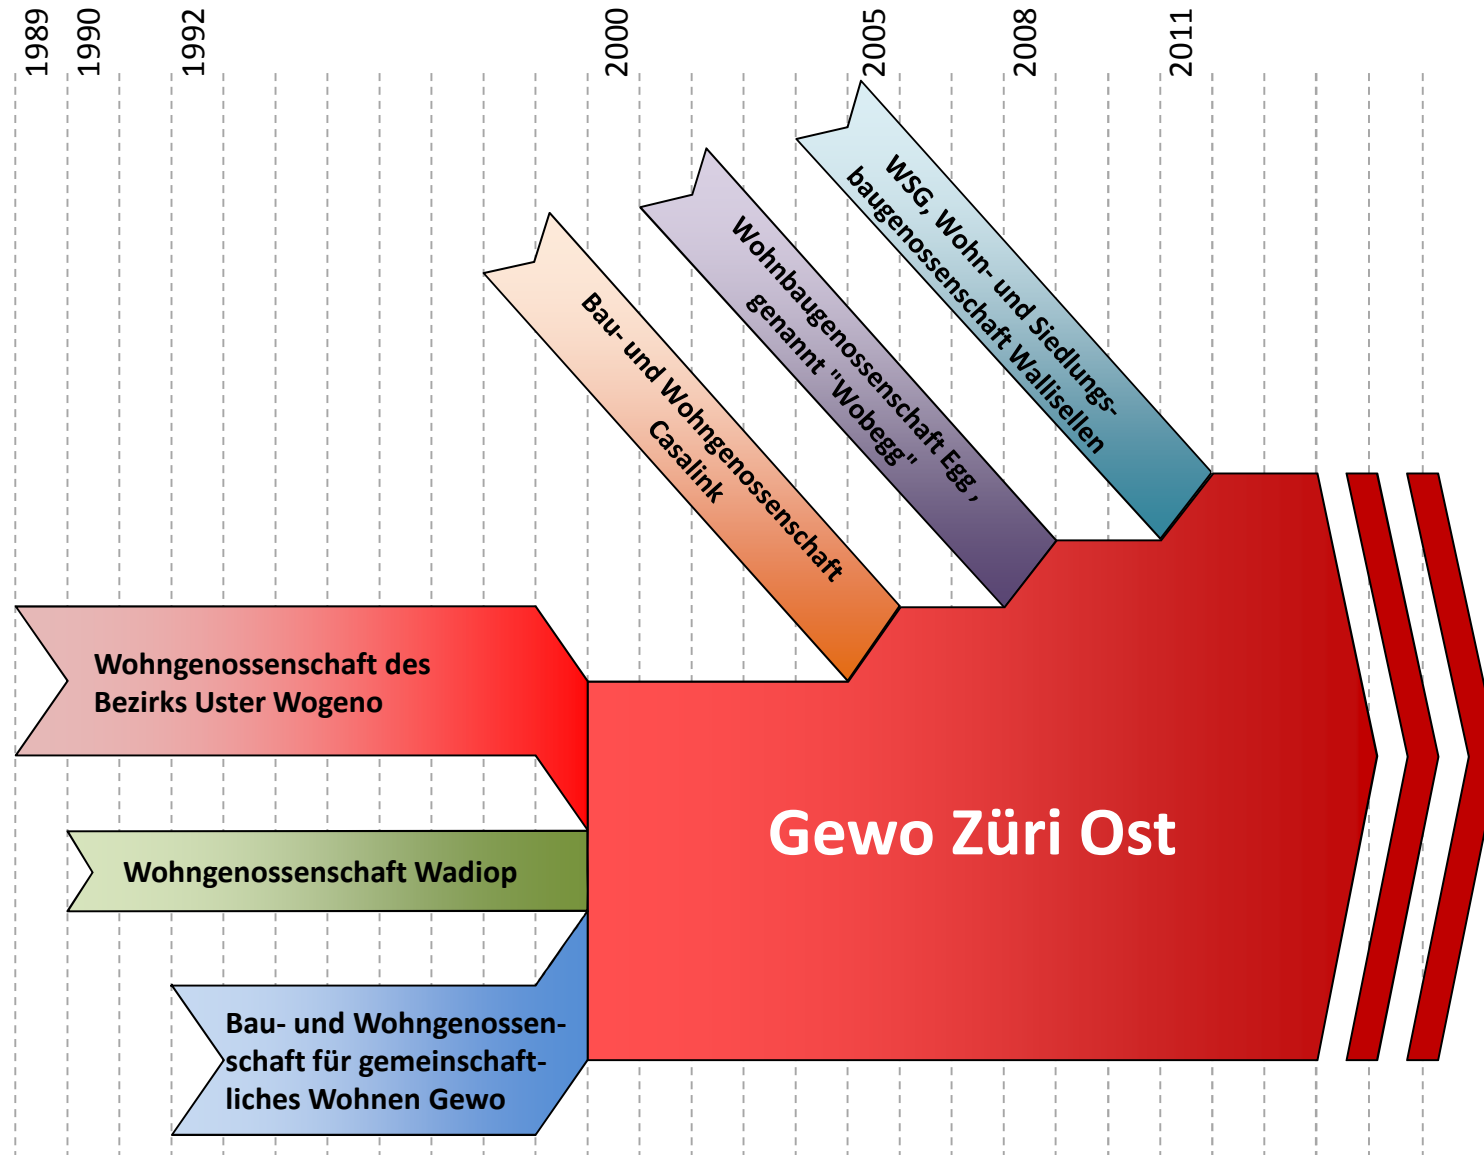 1989
1990
1992
2000
2005
2008
2011
WSG, Wohn- und Siedlungs-
baugenossenschaft Wallisellen
Wohnbaugenossenschaft Egg ,
genannt "Wobegg"
Bau- und Wohngenossenschaft
Casalink
Wohngenossenschaft des
Bezirks Uster Wogeno
Gewo Züri Ost
Wohngenossenschaft Wadiop
Bau- und Wohngenossen-
schaft für gemeinschaft-
liches Wohnen Gewo